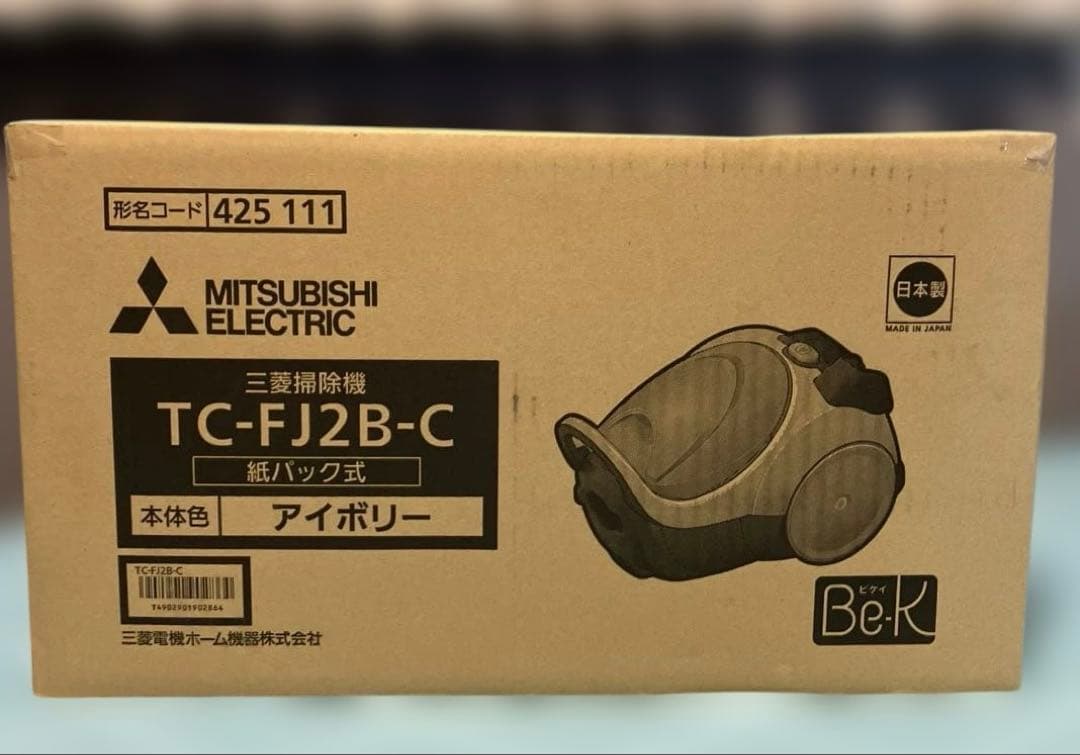 形名コード 425 111
MITSUBISHI
ELECTRIC
日本製
MADE IN JAPAN
三菱掃除機
TC-FJ2B-C
紙パック式
本体色 アイボリー
TC-FJ2B-C
T4902901902864
三菱電機ホーム機器株式会社
ビケイ
Be-K